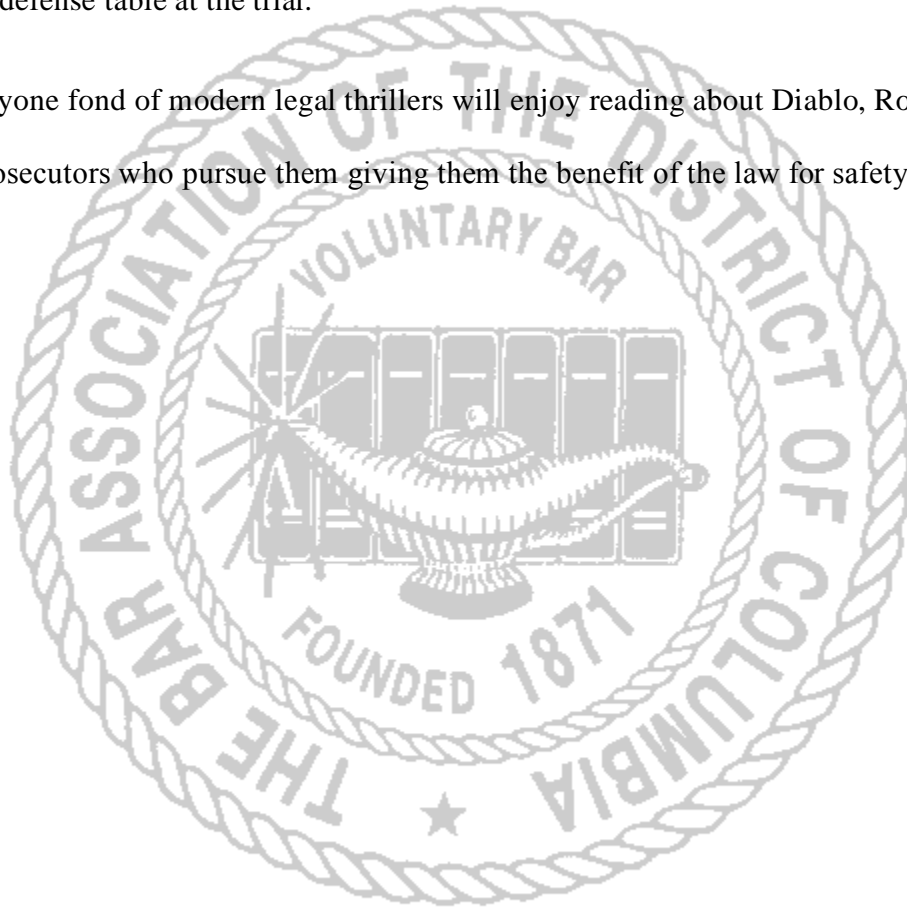 defense table at the trial.
yone fond of modern legal thrillers will enjoy reading about Diablo, Ro
osecutors who pursue them giving them the benefit of the law for safety
THE BAR ASSOCIATION OF THE DISTRICT OF COLUMBIA
VOLUNTARY BAR
FOUNDED 1871